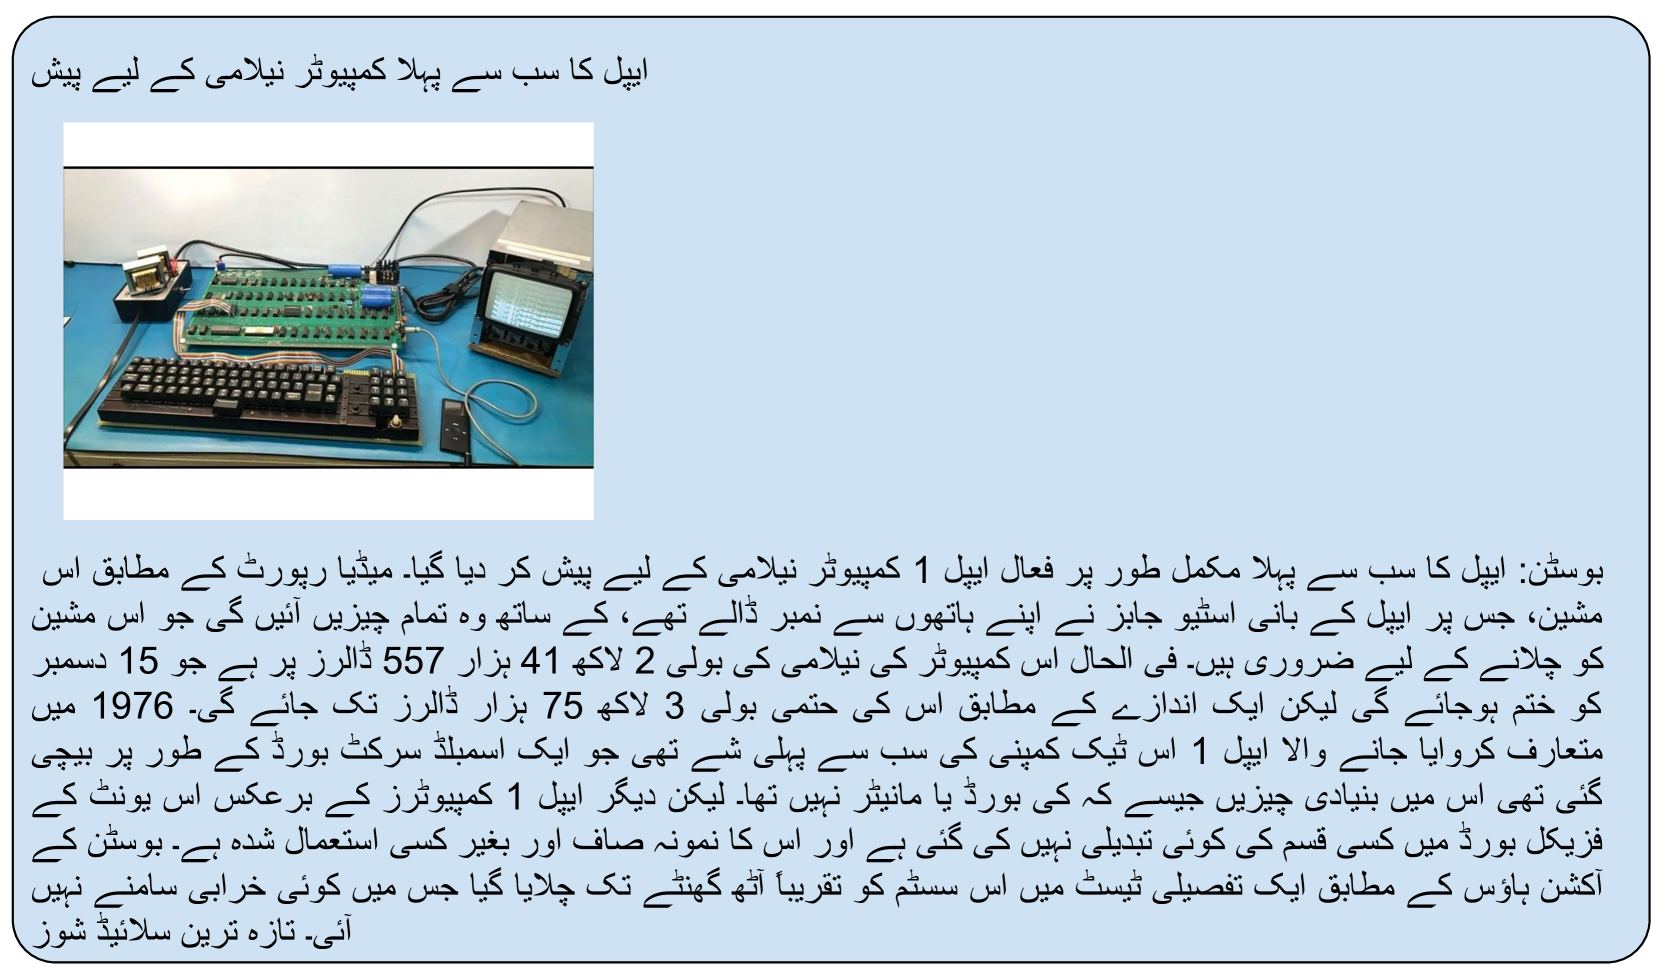 ایپل کا سب سے پہلا کمپیوٹر نیلامی کے لیے پیش
بوسٹن: ایپل کا سب سے پہلا مکمل طور پر فعال ایپل 1 کمپیوٹر نیلامی کے لیے پیش کر دیا گیا۔ میڈیا رپورٹ کے مطابق اس
مشین، جس پر ایپل کے بانی اسٹیو جابز نے اپنے ہاتھوں سے نمبر ڈالے تھے، کے ساتھ وہ تمام چیزیں آئیں گی جو اس مشین
کو چلانے کے لیے ضروری ہیں۔ فی الحال اس کمپیوٹر کی نیلامی کی بولی 2 لاکھ 41 ہزار 557 ڈالرز پر ہے جو 15 دسمبر
کو ختم ہوجائے گی لیکن ایک اندازے کے مطابق اس کی حتمی بولی 3 لاکھ 75 ہزار ڈالرز تک جائے گی۔ 1976 میں
متعارف کروایا جانے والا ایپل 1 اس ٹیک کمپنی کی سب سے پہلی شے تھی جو ایک اسمبلڈ سرکٹ بورڈ کے طور پر بیچی
گئی تھی اس میں بنیادی چیزیں جیسے کہ کی بورڈ یا مانیٹر نہیں تھا۔ لیکن دیگر ایپل 1 کمپیوٹرز کے برعکس اس یونٹ کے
فزیکل بورڈ میں کسی قسم کی کوئی تبدیلی نہیں کی گئی ہے اور اس کا نمونہ صاف اور بغیر کسی استعمال شدہ ہے۔ بوسٹن کے
آکشن ہاؤس کے مطابق ایک تفصیلی ٹیسٹ میں اس سسٹم کو تقریباً آٹھ گھنٹے تک چلایا گیا جس میں کوئی خرابی سامنے نہیں
آئی۔ تازہ ترین سلائیڈ شوز